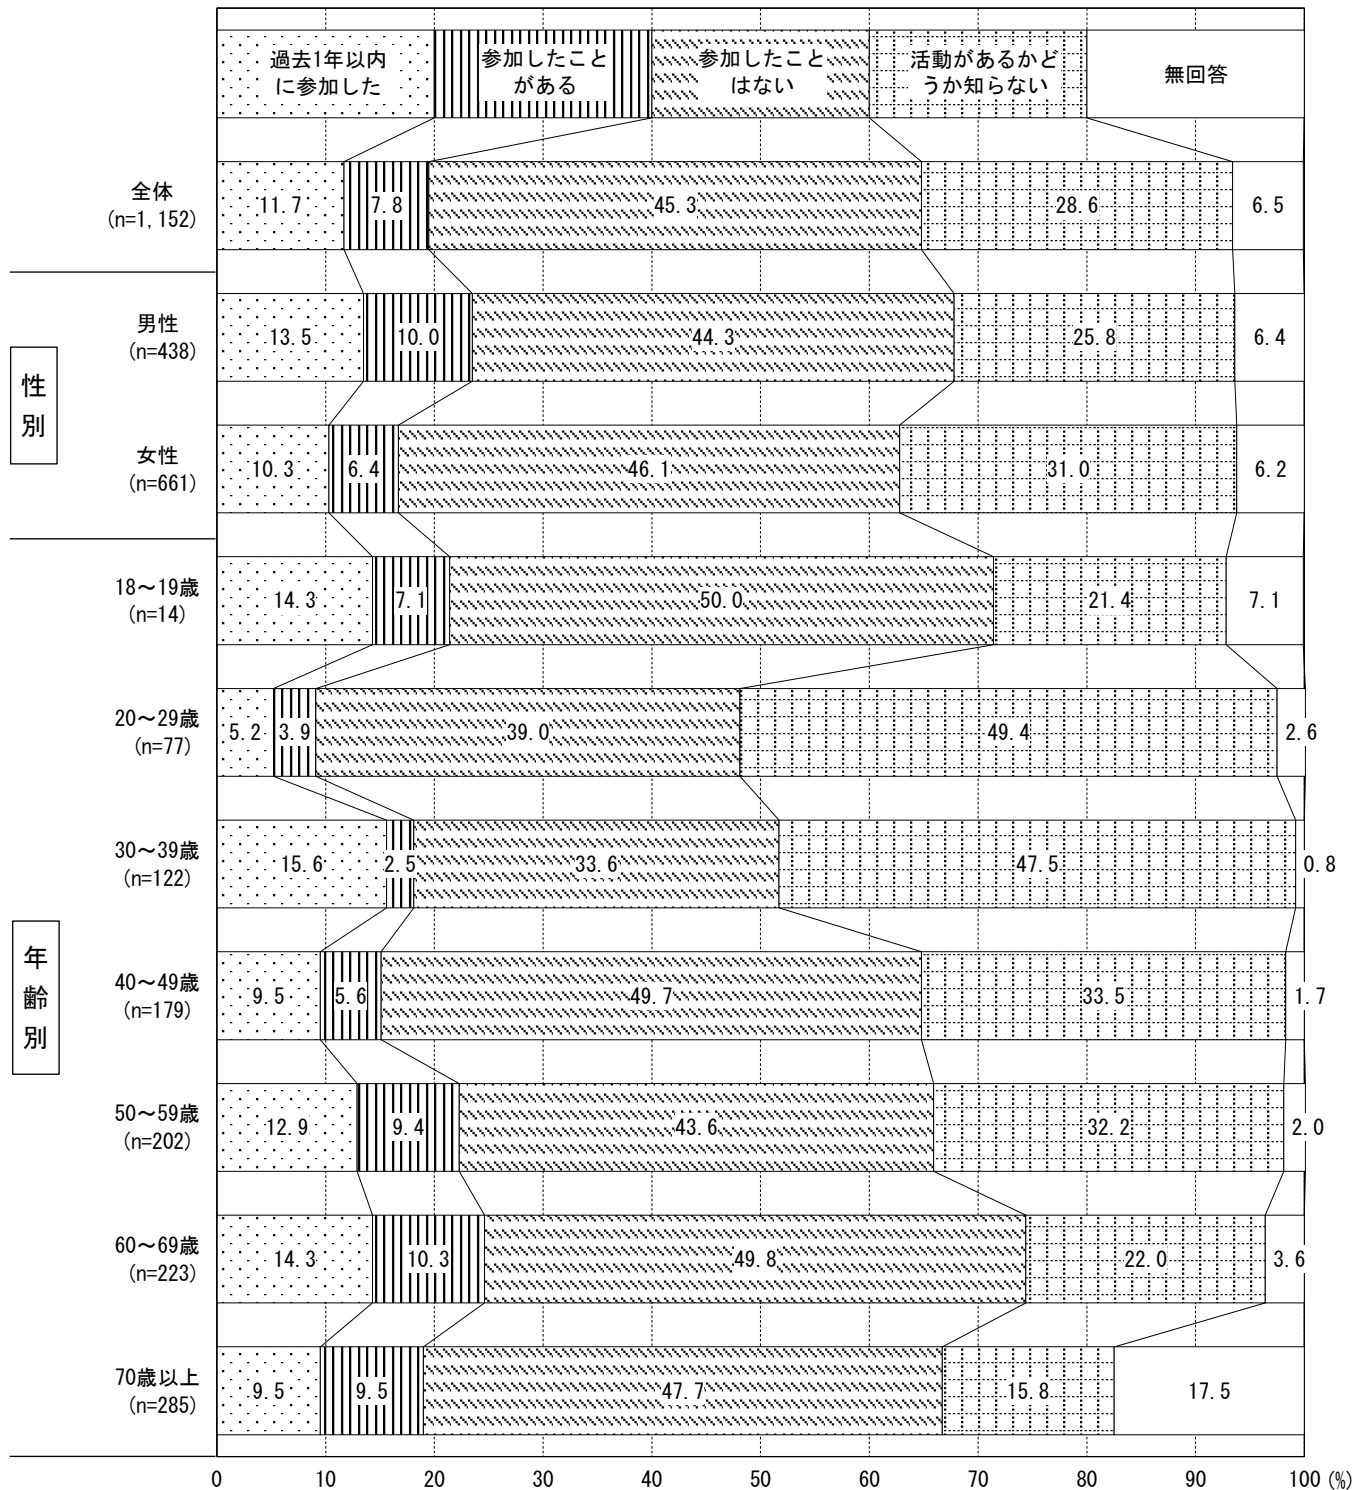 過去1年以内
に参加した
参加したこと
がある
参加したこと
はない
活動があるかど
うか知らない
無回答
全体
(n=1,152)
11.7 7.8 45.3 28.6 6.5
性別
男性
(n=438)
13.5 10.0 44.3 25.8 6.4
女性
(n=661)
10.3 6.4 46.1 31.0 6.2
年齢別
18～19歳
(n=14)
14.3 7.1 50.0 21.4 7.1
20～29歳
(n=77)
5.2 3.9 39.0 49.4 2.6
30～39歳
(n=122)
15.6 2.5 33.6 47.5 0.8
40～49歳
(n=179)
9.5 5.6 49.7 33.5 1.7
50～59歳
(n=202)
12.9 9.4 43.6 32.2 2.0
60～69歳
(n=223)
14.3 10.3 49.8 22.0 3.6
70歳以上
(n=285)
9.5 9.5 47.7 15.8 17.5
0 10 20 30 40 50 60 70 80 90 100 (%)